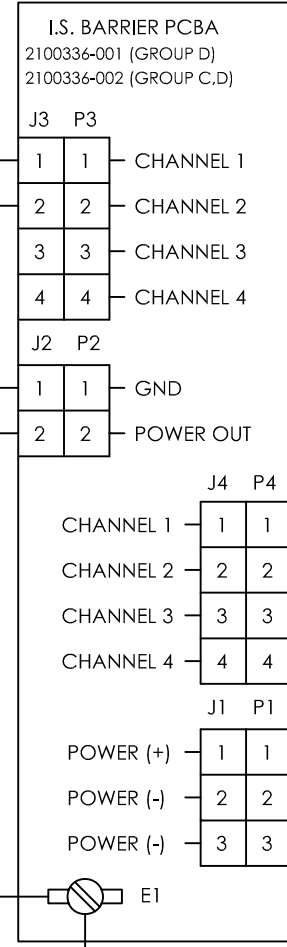 I.S. BARRIER PCBA
2100336-001 (GROUP D)
2100336-002 (GROUP C,D)
J3 P3
1 1 CHANNEL 1
2 2 CHANNEL 2
3 3 CHANNEL 3
4 4 CHANNEL 4
J2 P2
1 1 GND
2 2 POWER OUT
J4 P4
CHANNEL 1 1 1
CHANNEL 2 2 2
CHANNEL 3 3 3
CHANNEL 4 4 4
J1 P1
POWER (+) 1 1
POWER (-) 2 2
POWER (-) 3 3
E1